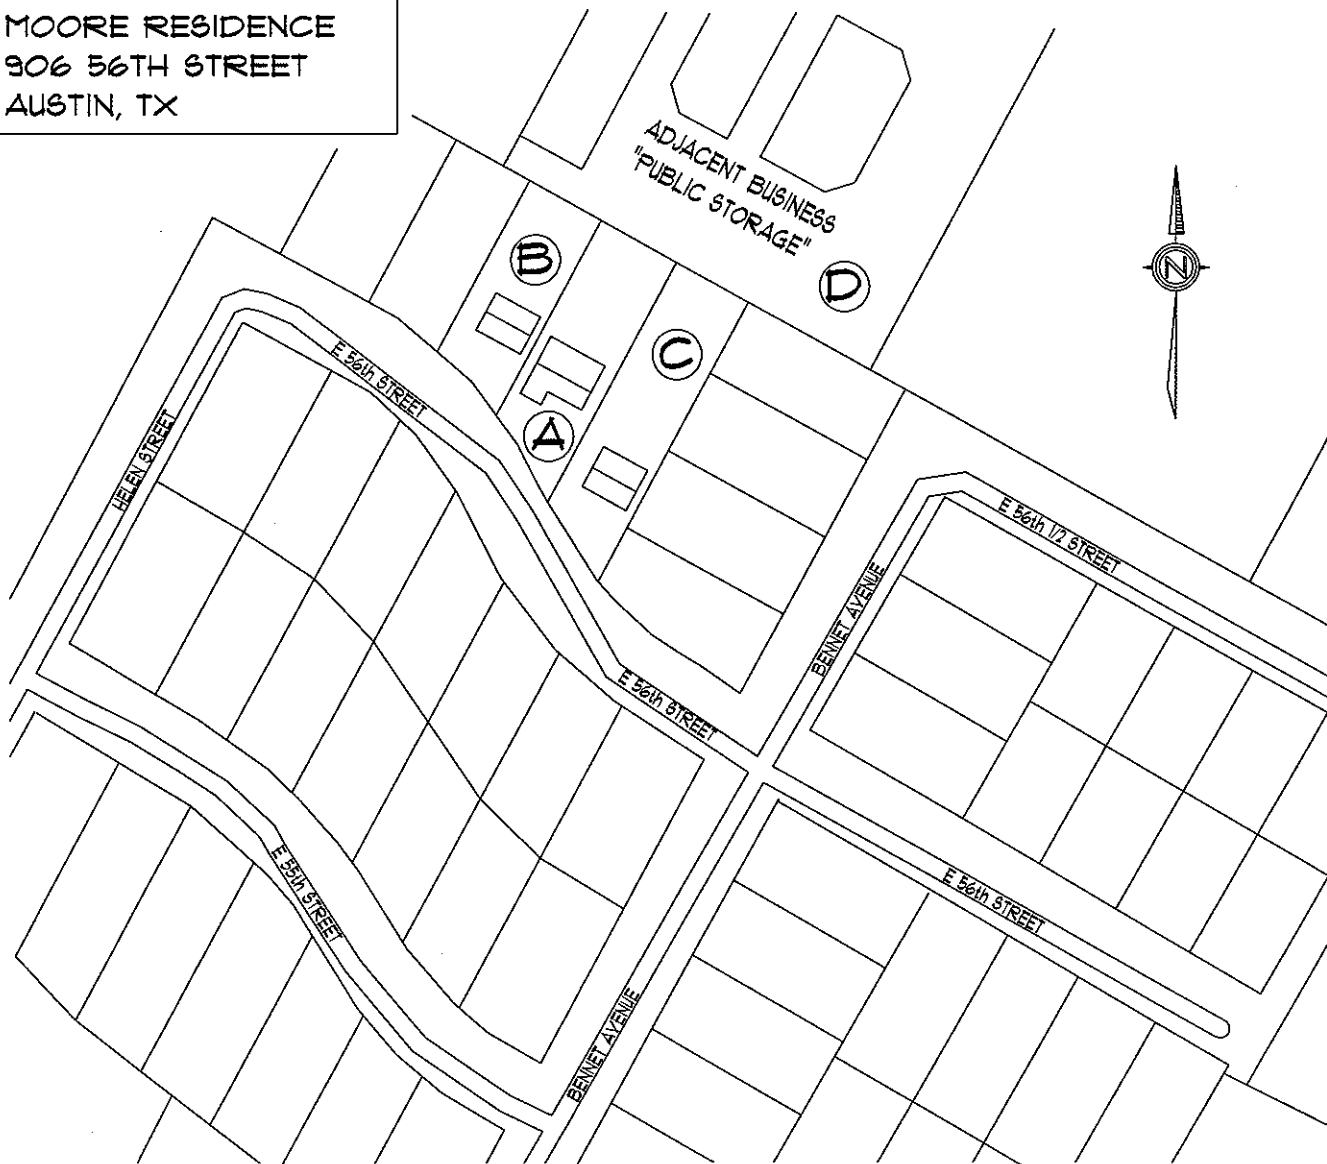 MOORE RESIDENCE
906 56TH STREET
AUSTIN, TX
ADJACENT BUSINESS
"PUBLIC STORAGE"
N
B
D
C
A
E 56th STREET
HELEN STREET
E 56th 1/2 STREET
BENNET AVENUE
E 56th STREET
E 55th STREET
E 56th STREET
BENNET AVENUE